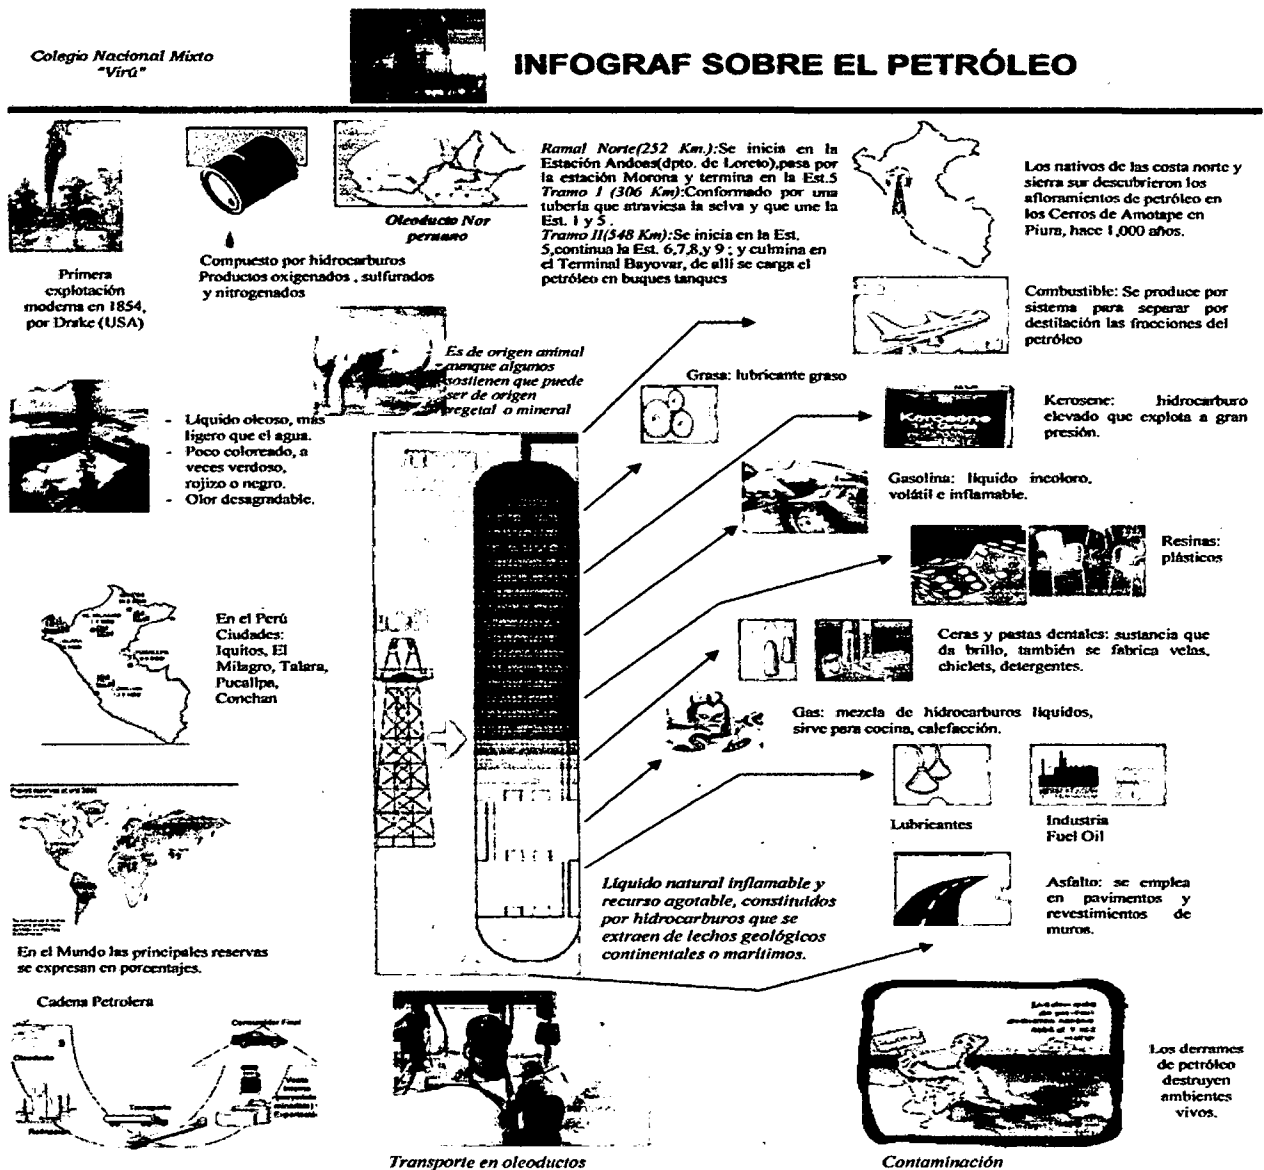 Colegio Nacional Mixto
"Virú"
INFOGRAF SOBRE EL PETRÓLEO
Primera
explotación
moderna en 1854,
por Drake (USA)
Compuesto por hidrocarburos
Productos oxigenados , sulfurados
y nitrogenados
Oleoducto Nor
peruano
Ramal Norte(252 Km.):Se inicia en la
Estación Andoas(dpto. de Loreto),pasa por
la estación Morona y termina en la Est.5
Tramo I (306 Km):Conformado por una
tubería que atraviesa la selva y que une la
Est. 1 y 5 .
Tramo II(548 Km):Se inicia en la Est.
5,continua la Est. 6,7,8,y 9 ; y culmina en
el Terminal Bayovar, de allí se carga el
petróleo en buques tanques
Los nativos de las costa norte y
sierra sur descubrieron los
afloramientos de petróleo en
los Cerros de Amotape en
Piura, hace 1,000 años.
Combustible: Se produce por
sistema para separar por
destilación las fracciones del
petróleo
Es de origen animal
aunque algunos
sostienen que puede
ser de origen
vegetal o mineral
Grasa: lubricante graso
Kerosene: hidrocarburo
elevado que explota a gran
presión.
Kerosene
- Líquido oleoso, más
ligero que el agua.
- Poco coloreado, a
veces verdoso,
rojizo o negro.
- Olor desagradable.
Gasolina: líquido incoloro,
volátil e inflamable.
Resinas:
plásticos
En el Perú
Ciudades:
Iquitos, El
Milagro, Talara,
Pucallpa,
Conchan
Ceras y pastas dentales: sustancia que
da brillo, también se fabrica velas,
chiclets, detergentes.
Gas: mezcla de hidrocarburos líquidos,
sirve para cocina, calefacción.
Lubricantes
Industria
Fuel Oil
Líquido natural inflamable y
recurso agotable, constituidos
por hidrocarburos que se
extraen de lechos geológicos
continentales o marítimos.
Asfalto: se emplea
en pavimentos y
revestimientos de
muros.
En el Mundo las principales reservas
se expresan en porcentajes.
Cadena Petrolera
Consumidor Final
Oleoducto
Transporte
Refinación
Transporte en oleoductos
Contaminación
Los derrames
de petróleo
destruyen
ambientes
vivos.